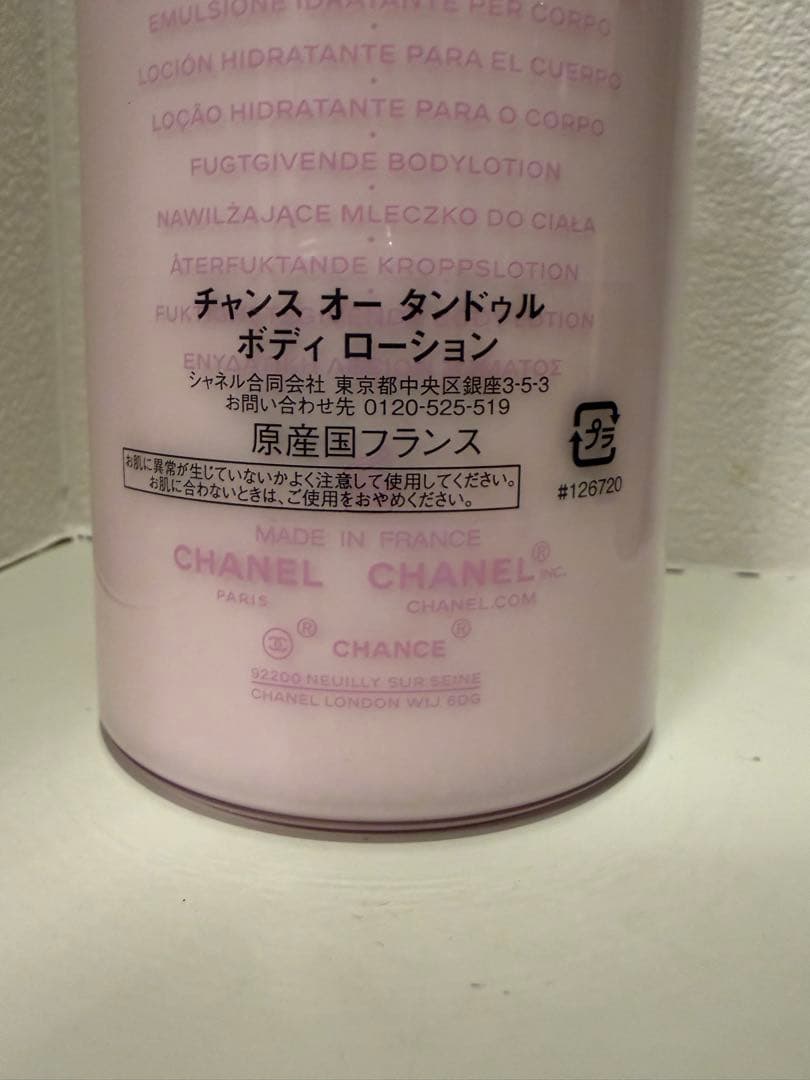 EMULSIONE IDRATANTE PER CORPO
LOCIÓN HIDRATANTE PARA EL CUERPO
LOÇÃO HIDRATANTE PARA O CORPO
FUGTGIVENDE BODYLOTION
NAWILŻAJĄCE MLECZKO DO CIAŁA
ÅTERFUKTANDE KROPPSLOTION
チャンス オー タンドゥル
ボディ ローション
シャネル合同会社 東京都中央区銀座3-5-3
お問い合わせ先 0120-525-519
原産国フランス
プラ
お肌に異常が生じていないかよく注意して使用してください。
お肌に合わないときは、ご使用をおやめください。
#126720
MADE IN FRANCE
CHANEL CHANEL® INC.
PARIS CHANEL.COM
® CHANCE ®
92200 NEUILLY SUR SEINE
CHANEL LONDON W1J 6DG